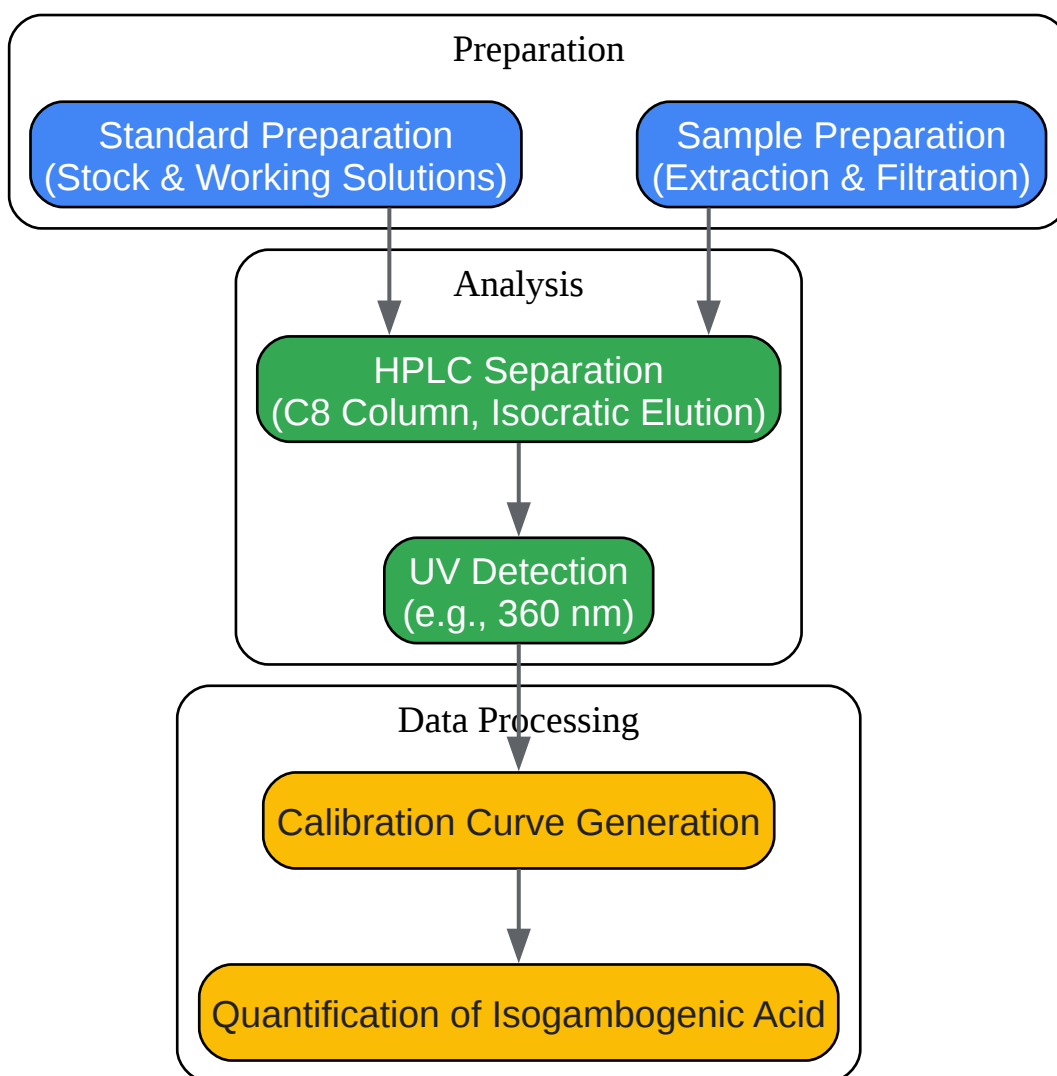 Preparation
Standard Preparation
(Stock & Working Solutions)
Sample Preparation
(Extraction & Filtration)
Analysis
HPLC Separation
(C8 Column, Isocratic Elution)
UV Detection
(e.g., 360 nm)
Data Processing
Calibration Curve Generation
Quantification of Isogambogenic Acid